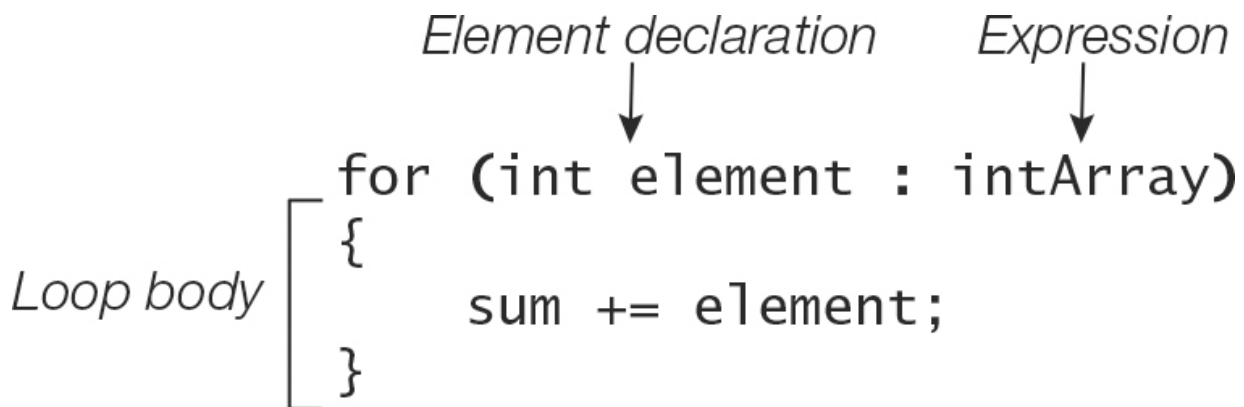 Element declaration Expression
for (int element : intArray)
{
Loop body
sum += element;
}